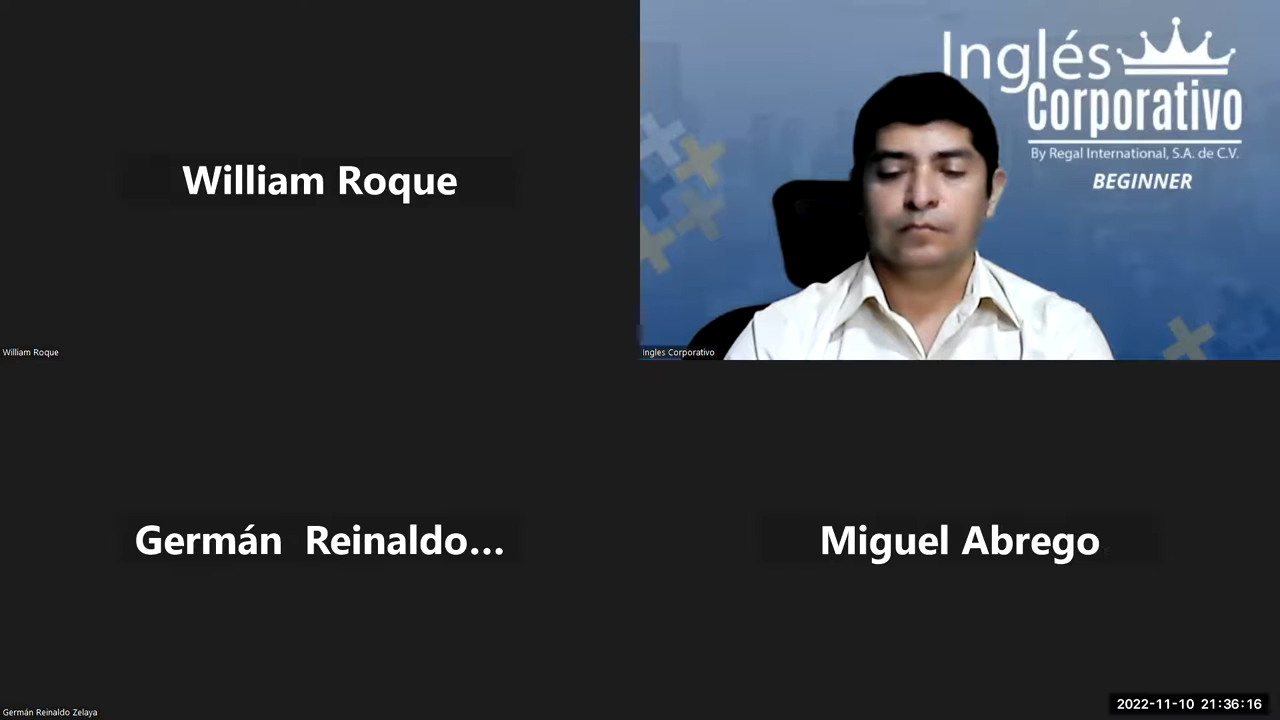 William Roque
William Roque
Inglés
Corporativo
By Regal International, S.A. de C.V.
BEGINNER
Ingles Corporativo
Germán  Reinaldo...
Germán Reinaldo Zelaya
Miguel Abrego
2022-11-10 21:36:16